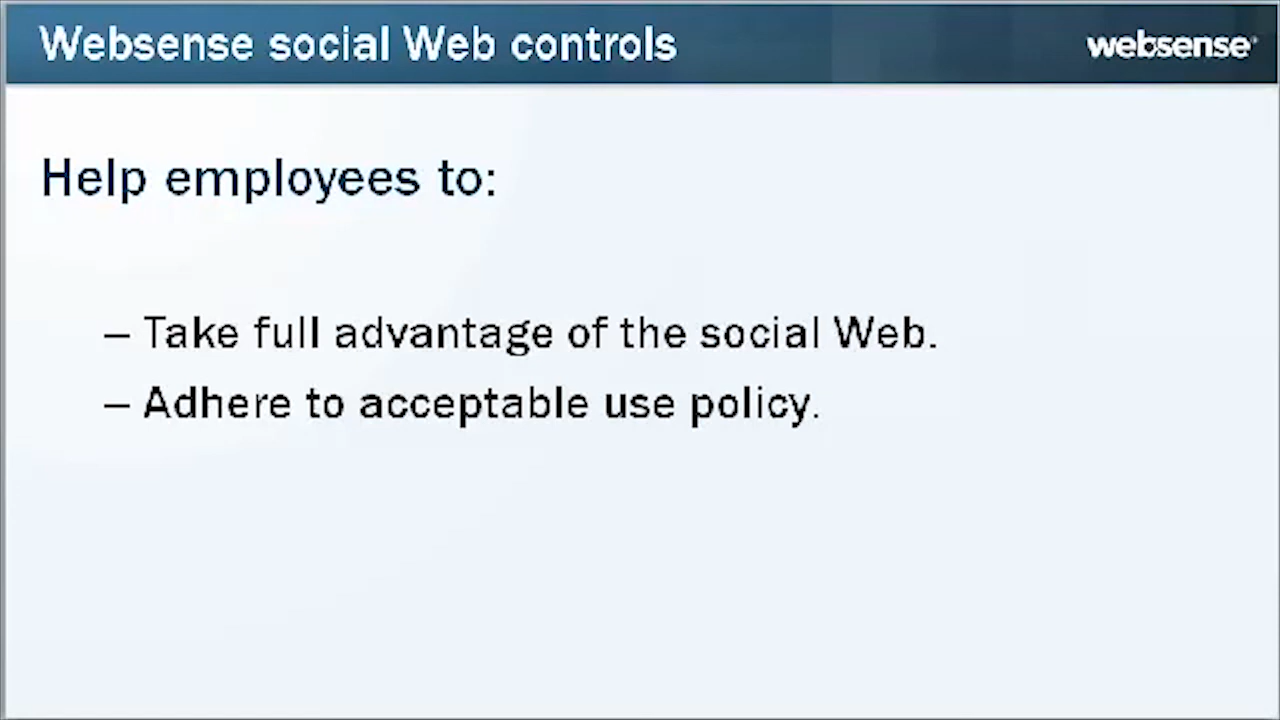 Websense social Web controls
websense
Help employees to:
– Take full advantage of the social Web.
– Adhere to acceptable use policy.